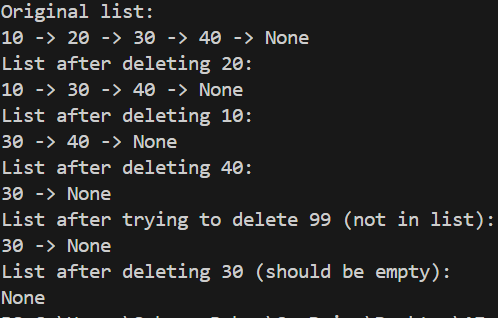 Original list:
10 -> 20 -> 30 -> 40 -> None
List after deleting 20:
10 -> 30 -> 40 -> None
List after deleting 10:
30 -> 40 -> None
List after deleting 40:
30 -> None
List after trying to delete 99 (not in list):
30 -> None
List after deleting 30 (should be empty):
None